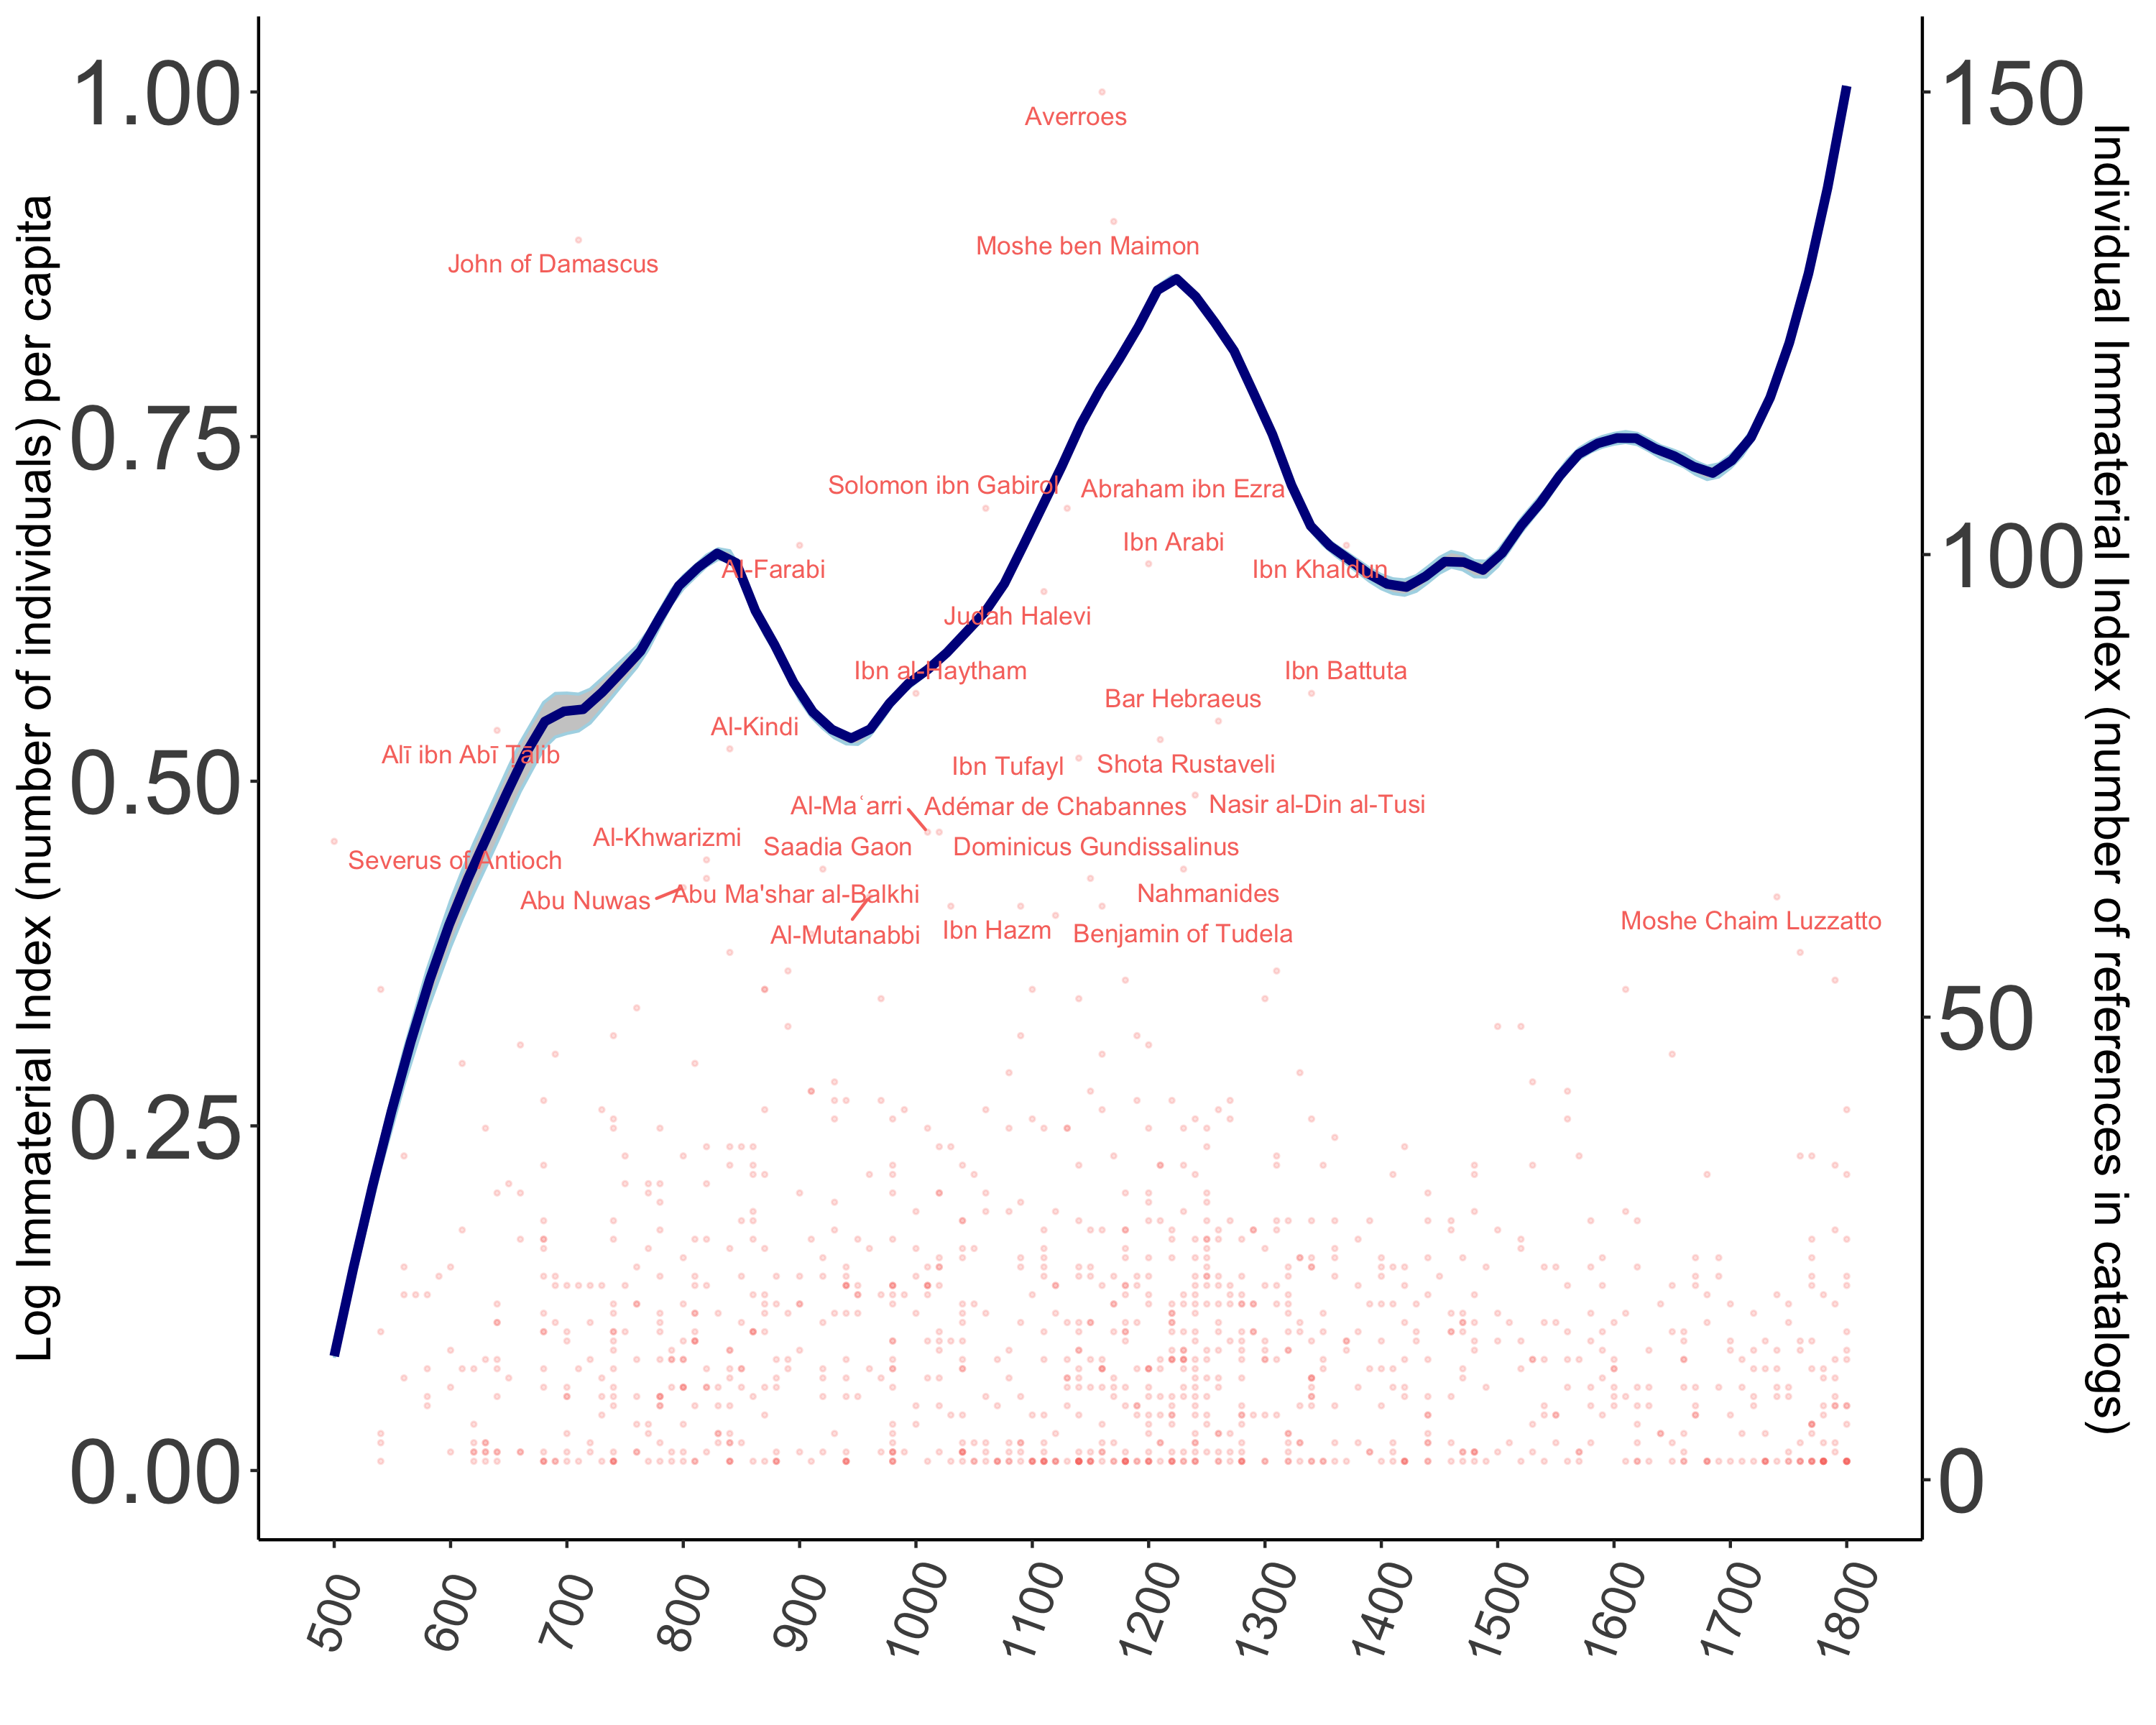 Log Immaterial Index (number of individuals) per capita
1.00
0.75
0.50
0.25
0.00
Averroes
Moshe ben Maimon
John of Damascus
Solomon ibn Gabirol
Abraham ibn Ezra
Ibn Arabi
Al-Farabi
Ibn Khaldun
Judah Halevi
Ibn al-Haytham
Ibn Battuta
Bar Hebraeus
Al-Kindi
Alī ibn Abī Ṭālib
Ibn Tufayl
Shota Rustaveli
Al-Maʿarri
Adémar de Chabannes
Nasir al-Din al-Tusi
Al-Khwarizmi
Saadia Gaon
Dominicus Gundissalinus
Severus of Antioch
Abu Nuwas
Abu Ma'shar al-Balkhi
Nahmanides
Al-Mutanabbi
Ibn Hazm
Benjamin of Tudela
Moshe Chaim Luzzatto
150
100
50
0
Individual Immaterial Index (number of references in catalogs)
500
600
700
800
900
1000
1100
1200
1300
1400
1500
1600
1700
1800